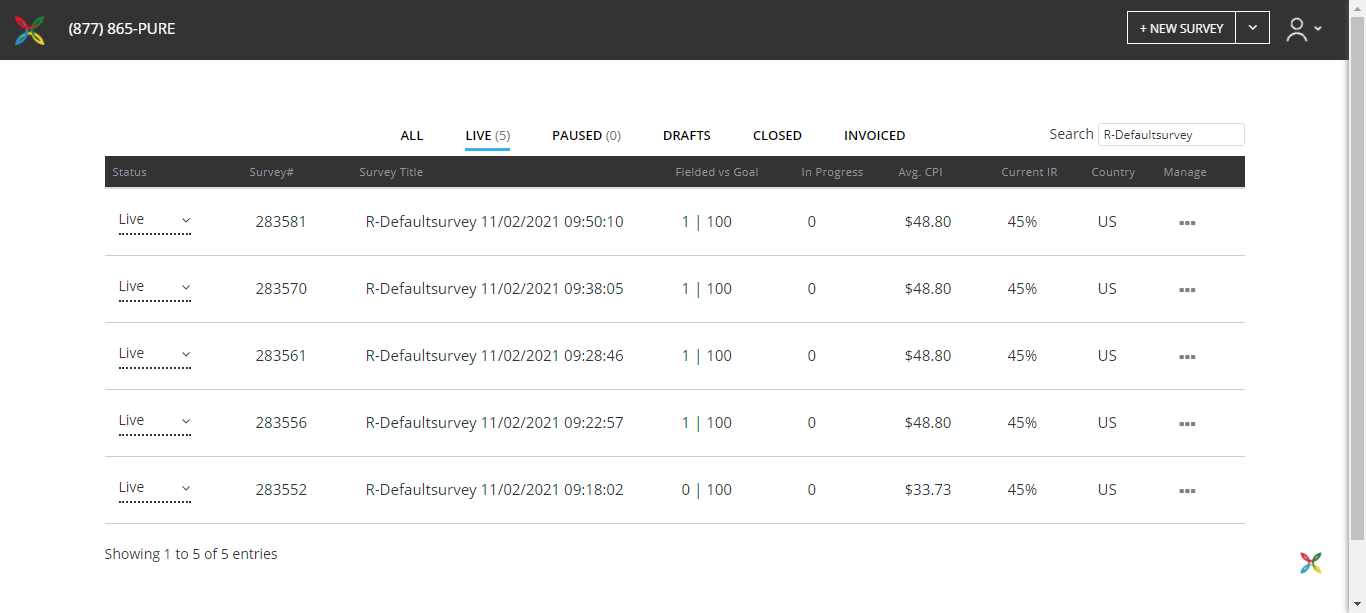 (877) 865-PURE
+ NEW SURVEY
ALL LIVE (5) PAUSED (0) DRAFTS CLOSED INVOICED Search R-Defaultsurvey
Status Survey# Survey Title Fielded vs Goal In Progress Avg. CPI Current IR Country Manage
Live 283581 R-Defaultsurvey 11/02/2021 09:50:10 1 | 100 0 $48.80 45% US
Live 283570 R-Defaultsurvey 11/02/2021 09:38:05 1 | 100 0 $48.80 45% US
Live 283561 R-Defaultsurvey 11/02/2021 09:28:46 1 | 100 0 $48.80 45% US
Live 283556 R-Defaultsurvey 11/02/2021 09:22:57 1 | 100 0 $48.80 45% US
Live 283552 R-Defaultsurvey 11/02/2021 09:18:02 0 | 100 0 $33.73 45% US
Showing 1 to 5 of 5 entries